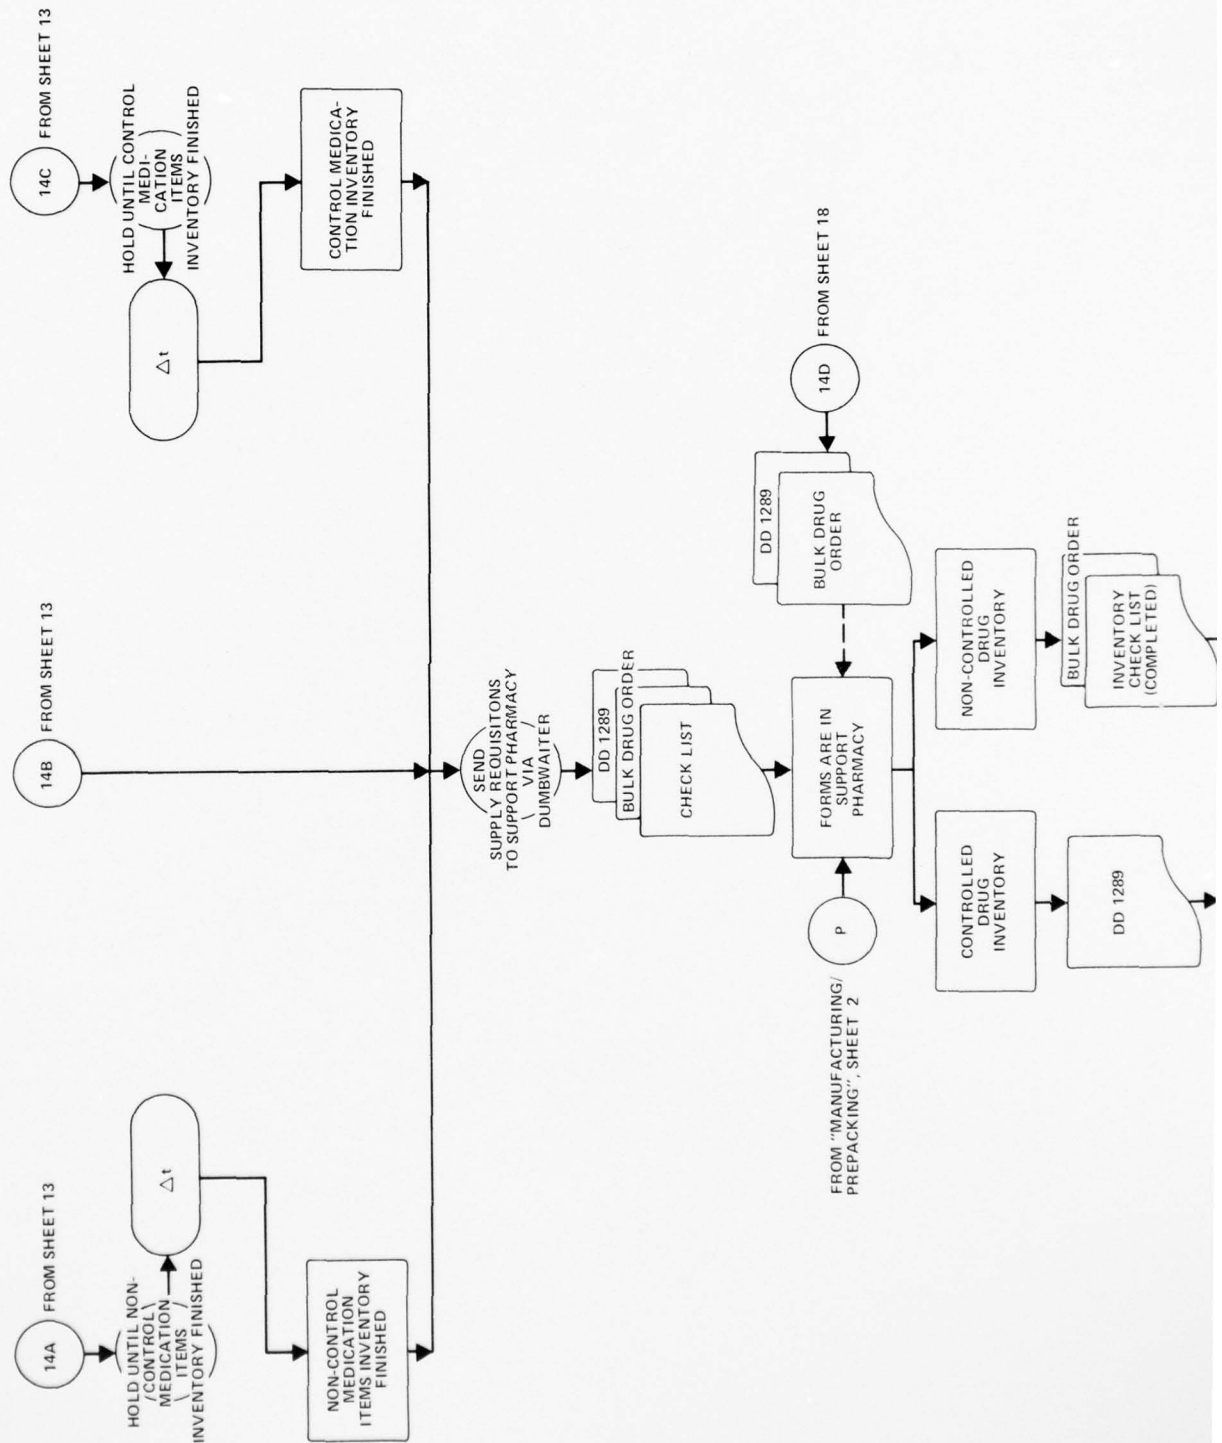 14A
FROM SHEET 13
HOLD UNTIL NON-
CONTROL
MEDICATION
ITEMS
INVENTORY FINISHED
Δt
NON-CONTROL
MEDICATION
ITEMS INVENTORY
FINISHED
14B
FROM SHEET 13
14C
FROM SHEET 13
HOLD UNTIL CONTROL
MEDI-
CATION
ITEMS
INVENTORY FINISHED
Δt
CONTROL MEDICA-
TION INVENTORY
FINISHED
SEND
SUPPLY REQUISITONS
TO SUPPORT PHARMACY
VIA
DUMBWAITER
DD 1289
BULK DRUG ORDER
CHECK LIST
14D
FROM SHEET 18
DD 1289
BULK DRUG
ORDER
FROM "MANUFACTURING/
PREPACKING", SHEET 2
P
FORMS ARE IN
SUPPORT
PHARMACY
CONTROLLED
DRUG
INVENTORY
DD 1289
NON-CONTROLLED
DRUG
INVENTORY
BULK DRUG ORDER
INVENTORY
CHECK LIST
(COMPLETED)